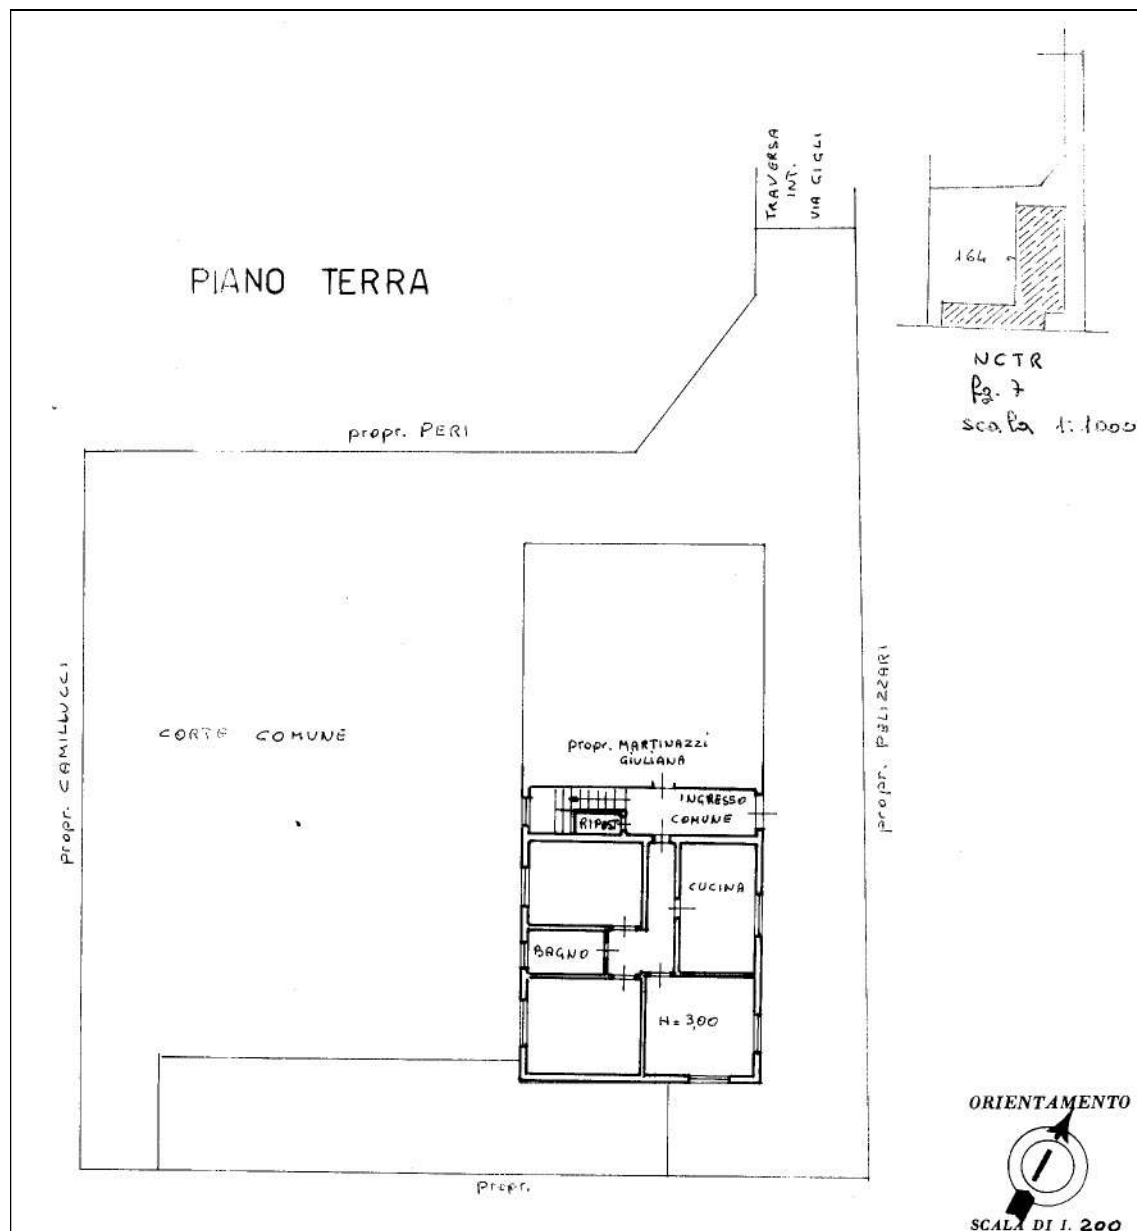 TRAVERSA
INT.
VIA GIGLI
PIANO TERRA
164
NCTR
fg. 7
scala 1:1000
propr. PERI
propr. CAMILLUCCI
CORTE COMUNE
propr. PELIZZARI
propr. MARTINAZZI
GIULIANA
INGRESSO
COMUNE
RIPOST
CUCINA
BAGNO
H = 3,00
propr.
ORIENTAMENTO
SCALA DI 1. 200